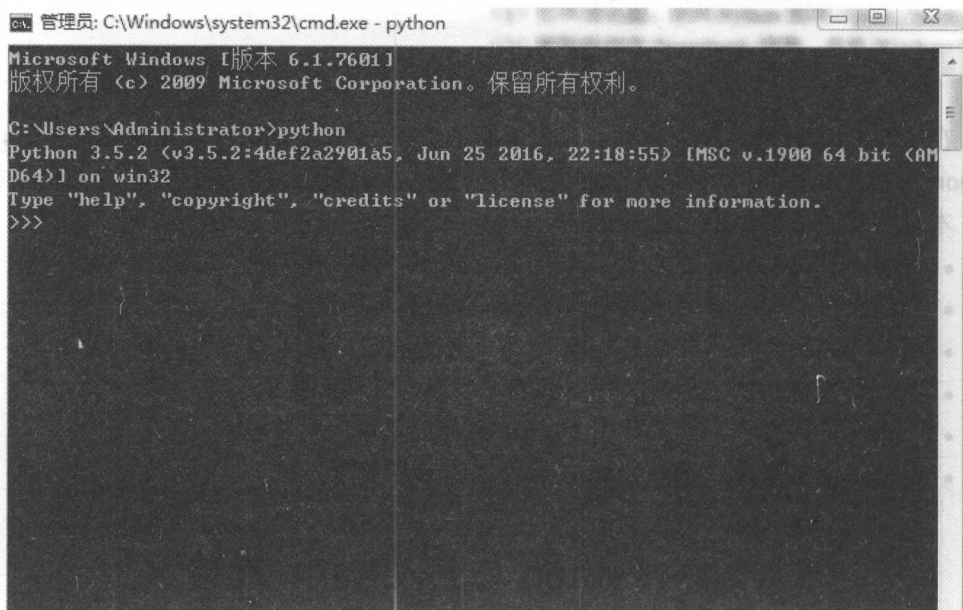 管理员: C:\Windows\system32\cmd.exe - python
Microsoft Windows [版本 6.1.7601]
版权所有 (c) 2009 Microsoft Corporation。保留所有权利。
C:\Users\Administrator>python
Python 3.5.2 (v3.5.2:4def2a2901a5, Jun 25 2016, 22:18:55) [MSC v.1900 64 bit (AM
D64)] on win32
Type "help", "copyright", "credits" or "license" for more information.
>>>